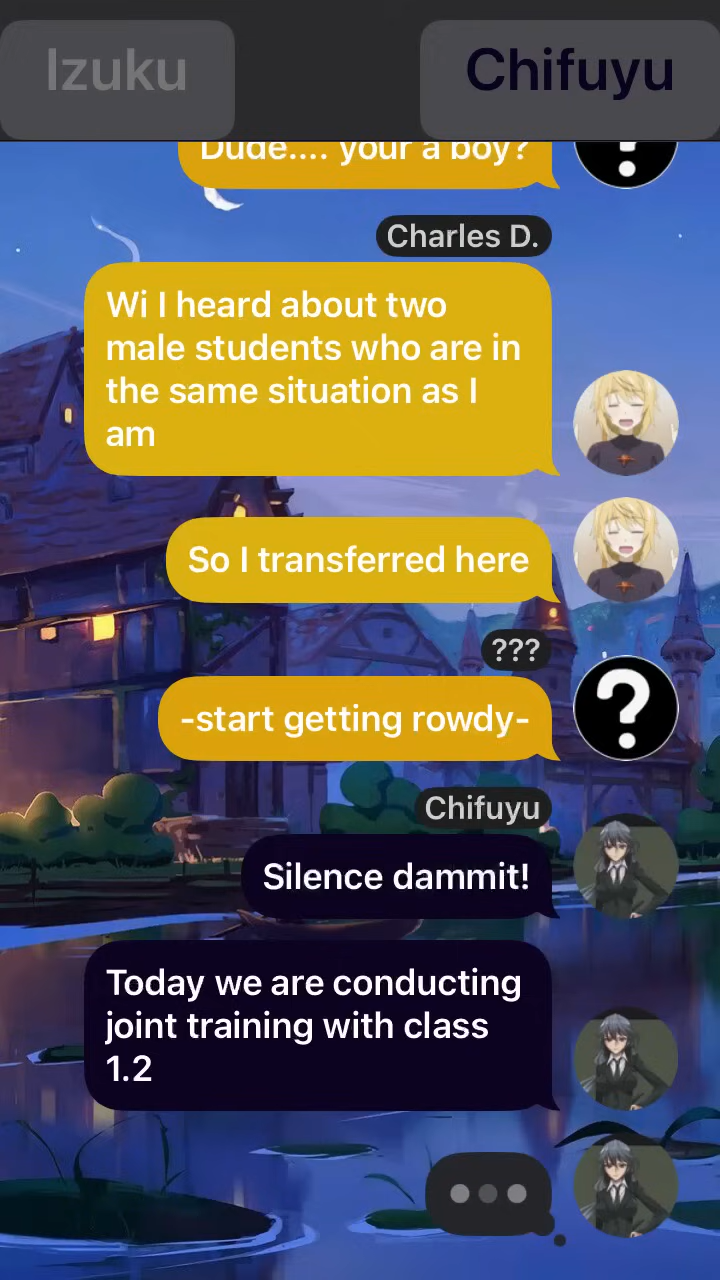 Izuku
Chifuyu
Dude.... your a boy?
Charles D.
Wi I heard about two
male students who are in
the same situation as I
am
So I transferred here
???
-start getting rowdy-
?
Chifuyu
Silence dammit!
Today we are conducting
joint training with class
1.2